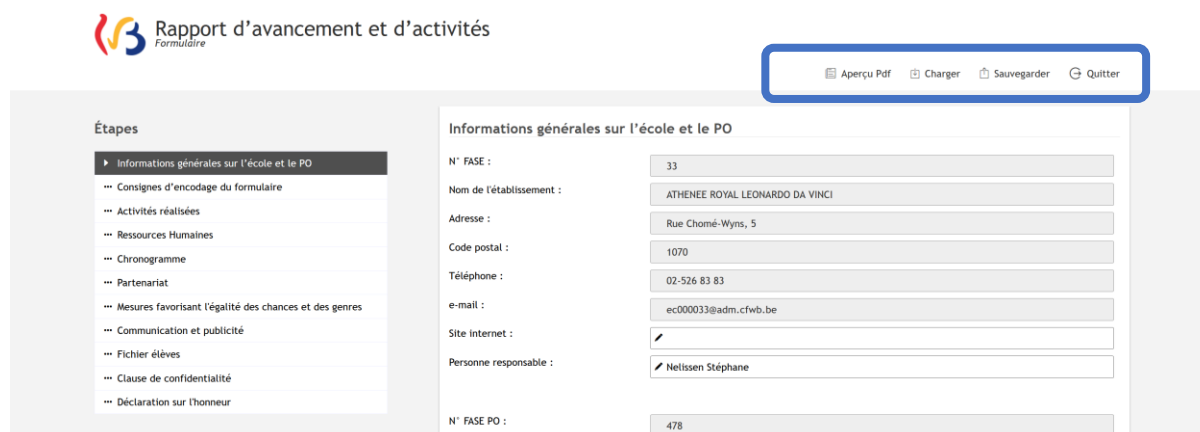 Rapport d'avancement et d'activités
Formulaire
Aperçu Pdf Charger Sauvegarder Quitter
Étapes
Informations générales sur l'école et le PO
Consignes d'encodage du formulaire
Activités réalisées
Ressources Humaines
Chronogramme
Partenariat
Mesures favorisant l'égalité des chances et des genres
Communication et publicité
Fichier élèves
Clause de confidentialité
Déclaration sur l'honneur
Informations générales sur l'école et le PO
N° FASE : 33
Nom de l'établissement : ATHENEE ROYAL LEONARDO DA VINCI
Adresse : Rue Chomé-Wyns, 5
Code postal : 1070
Téléphone : 02-526 83 83
e-mail : ec000033@adm.cfwb.be
Site internet :
Personne responsable : Nelissen Stéphane
N° FASE PO : 478